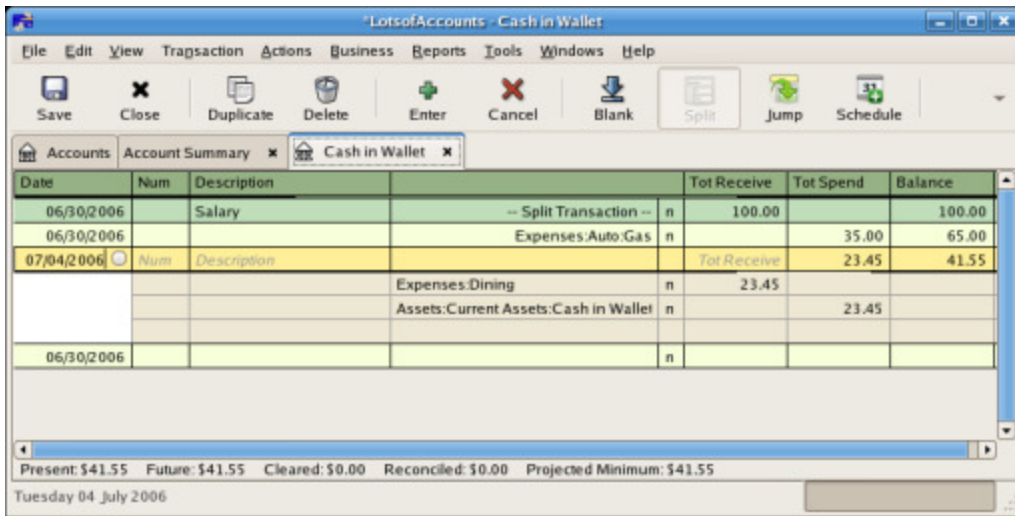 *LotsofAccounts - Cash in Wallet
File Edit View Transaction Actions Business Reports Tools Windows Help
Save Close Duplicate Delete Enter Cancel Blank Split Jump Schedule
Accounts Account Summary Cash in Wallet
Date Num Description Tot Receive Tot Spend Balance
06/30/2006 Salary -- Split Transaction -- n 100.00 100.00
06/30/2006 Expenses:Auto:Gas n 35.00 65.00
07/04/2006 Num Description Tot Receive 23.45 41.55
Expenses:Dining n 23.45
Assets:Current Assets:Cash in Wallet n 23.45
06/30/2006 n
Present: $41.55 Future: $41.55 Cleared: $0.00 Reconciled: $0.00 Projected Minimum: $41.55
Tuesday 04 July 2006